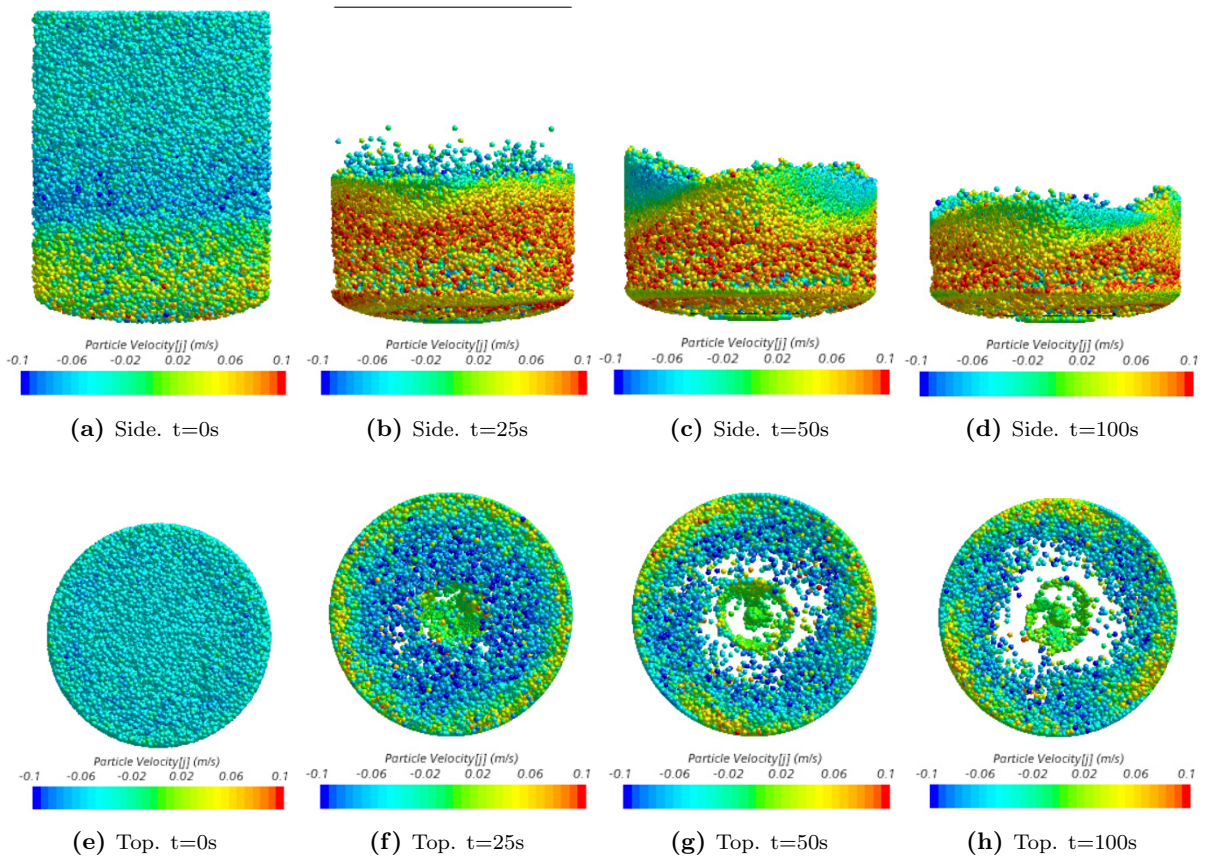 Particle Velocity[j] (m/s)
-0.1 -0.06 -0.02 0.02 0.06 0.1
Particle Velocity[j] (m/s)
-0.1 -0.06 -0.02 0.02 0.06 0.1
Particle Velocity[j] (m/s)
-0.1 -0.06 -0.02 0.02 0.06 0.1
Particle Velocity[j] (m/s)
-0.1 -0.06 -0.02 0.02 0.06 0.1
(a) Side. t=0s
(b) Side. t=25s
(c) Side. t=50s
(d) Side. t=100s
Particle Velocity[j] (m/s)
-0.1 -0.06 -0.02 0.02 0.06 0.1
Particle Velocity[j] (m/s)
-0.1 -0.06 -0.02 0.02 0.06 0.1
Particle Velocity[j] (m/s)
-0.1 -0.06 -0.02 0.02 0.06 0.1
Particle Velocity[j] (m/s)
-0.1 -0.06 -0.02 0.02 0.06 0.1
(e) Top. t=0s
(f) Top. t=25s
(g) Top. t=50s
(h) Top. t=100s